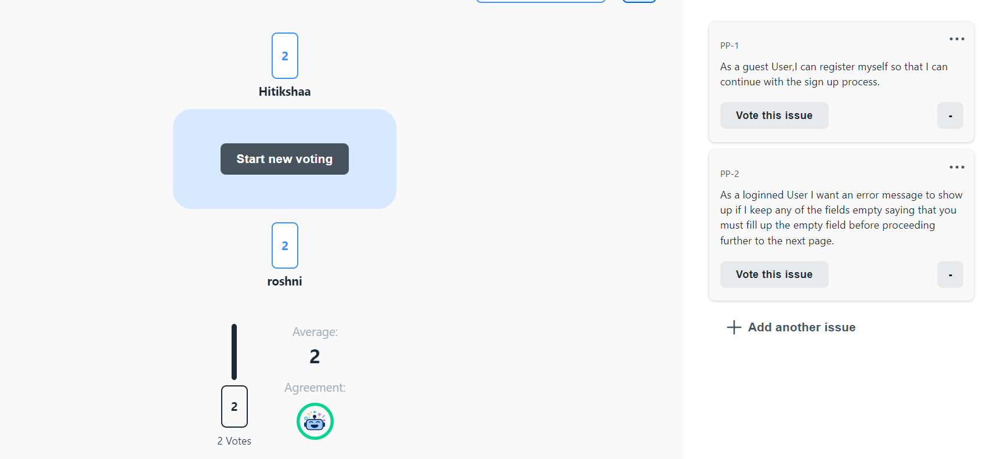 2
Hitikshaa
Start new voting
2
roshni
Average:
2
Agreement:
2
2 Votes
PP-1
As a guest User,I can register myself so that I can
continue with the sign up process.
Vote this issue
-
PP-2
As a loginned User I want an error message to show
up if I keep any of the fields empty saying that you
must fill up the empty field before proceeding
further to the next page.
Vote this issue
-
Add another issue